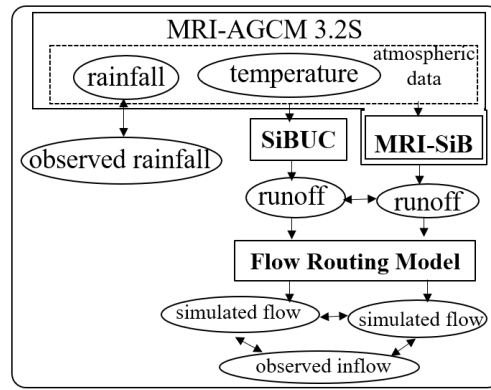 MRI-AGCM 3.2S
rainfall
temperature
atmospheric
data
observed rainfall
SiBUC
MRI-SiB
runoff
runoff
Flow Routing Model
simulated flow
simulated flow
observed inflow